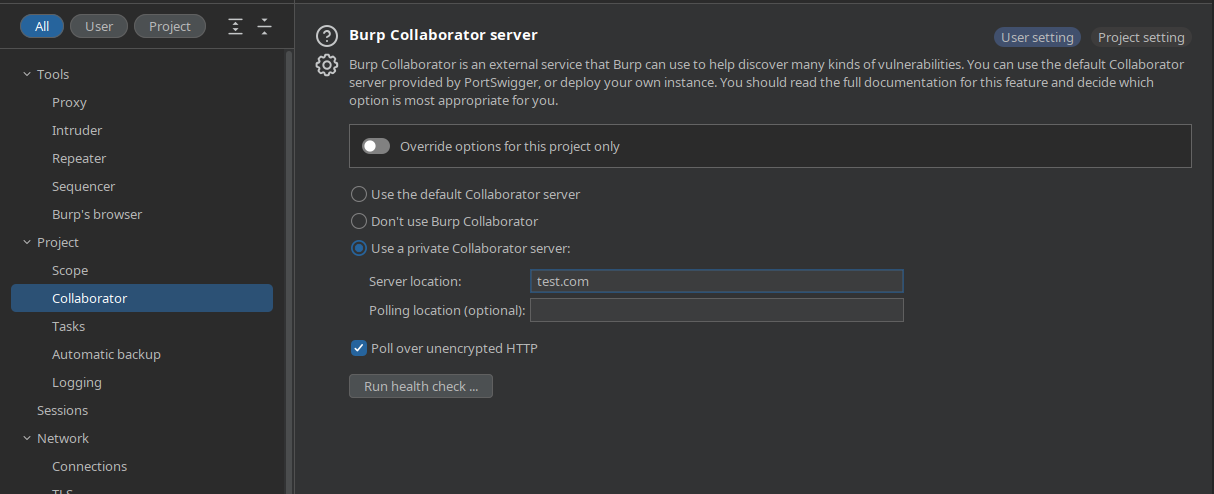 All
User
Project
Tools
Proxy
Intruder
Repeater
Sequencer
Burp's browser
Project
Scope
Collaborator
Tasks
Automatic backup
Logging
Sessions
Network
Connections
TLS
Burp Collaborator server
User setting
Project setting
Burp Collaborator is an external service that Burp can use to help discover many kinds of vulnerabilities. You can use the default Collaborator
server provided by PortSwigger, or deploy your own instance. You should read the full documentation for this feature and decide which
option is most appropriate for you.
Override options for this project only
Use the default Collaborator server
Don't use Burp Collaborator
Use a private Collaborator server:
Server location:
test.com
Polling location (optional):
Poll over unencrypted HTTP
Run health check ...